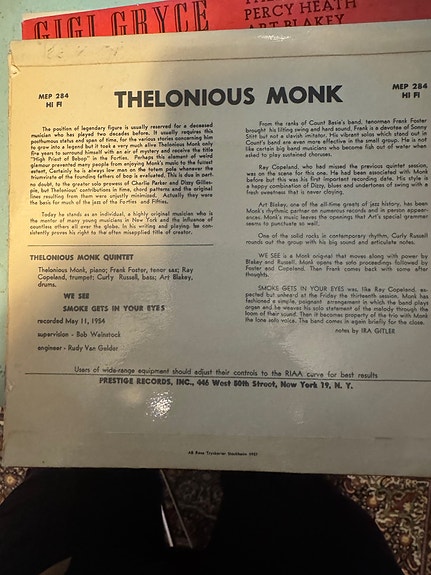 GIGI GRYCE
THE
PERCY HEATH
ART BLAKEY
MEP 284
HI FI
THELONIOUS MONK
MEP 284
HI FI
The position of legendary figure is usually reserved for a deceased
musician who has played two decades before. It usually requires this
posthumous status and span of time, for the various stories concerning him
to grow into a legend but it took a very much alive Thelonious Monk only
five years to surround himself with an air of mystery and receive the title
"High Priest of Bebop" in the Forties. Perhaps this element of weird
glamour prevented many people from enjoying Monk's music to the fullest
extent. Certainly he is always low man on the totem pole whenever the
triumvirate of the founding fathers of bop is evaluated. This is due in part.
no doubt, to the greater solo prowess of Charlie Parker and Dizzy Gilles-
pie, but Thelonious' contributions in time, chord patterns and the original
lines resulting from them were unjustly minimized. Actually they were
the basis for much of the jazz of the Forties and Fifties.
Today he stands as an individual, a highly original musician who is
the mentor of many young musicians in New York and the influence of
countless others all over the globe. In his writing and playing he con-
sistently proves his right to the often misapplied title of creator.
THELONIOUS MONK QUINTET
Thelonious Monk, piano; Frank Foster, tenor sax; Ray
Copeland, trumpet; Curly Russell, bass; Art Blakey,
drums.
WE SEE
SMOKE GETS IN YOUR EYES
recorded May 11, 1954
supervision - Bob Weinstock
engineer - Rudy Van Gelder
From the ranks of Count Basie's band, tenorman Frank Foster
brought his lilting swing and hard sound. Frank is a devotee of Sonny
Stitt but not a slavish imitator. His vibrant solos which stand out in
Count's band are even more effective in the small group. He is not
like certain big band musicians who become fish out of water when
asked to play sustained choruses.
Ray Copeland, who had missed the previous quintet session,
was on the scene for this one. He had been associated with Monk
before but this was his first important recording date. His style is
a happy combination of Dizzy, blues and undertones of swing with a
fresh sweetness that is never cloying.
Art Blakey, one of the all-time greats of jazz history, has been
Monk's rhythmic partner on numerous records and in person appear-
ances. Monk's music leaves the openings that Art's special grammer
seems to punctuate so well.
One of the solid rocks in contemporary rhythm, Curly Russell
rounds out the group with his big sound and articulate notes.
WE SEE is a Monk original that moves along with power by
Blakey and Russell. Monk opens the solo proceedings followed by
Foster and Copeland. Then Frank comes back with some after
thoughts.
SMOKE GETS IN YOUR EYES was, like Ray Copeland, ex-
pected but unheard at the Friday the thirteenth session. Monk has
fashioned a simple, poignant arrangement in which the band plays
organ and he weaves his solo statement of the melody through the
loom of their sound. Then it becomes property of the trio with Monk
the lone solo voice. The band comes in again briefly for the close.
notes by IRA GITLER
Users of wide-range equipment should adjust their controls to the RIAA curve for best results
PRESTIGE RECORDS, INC., 446 West 50th Street, New York 19, N. Y.